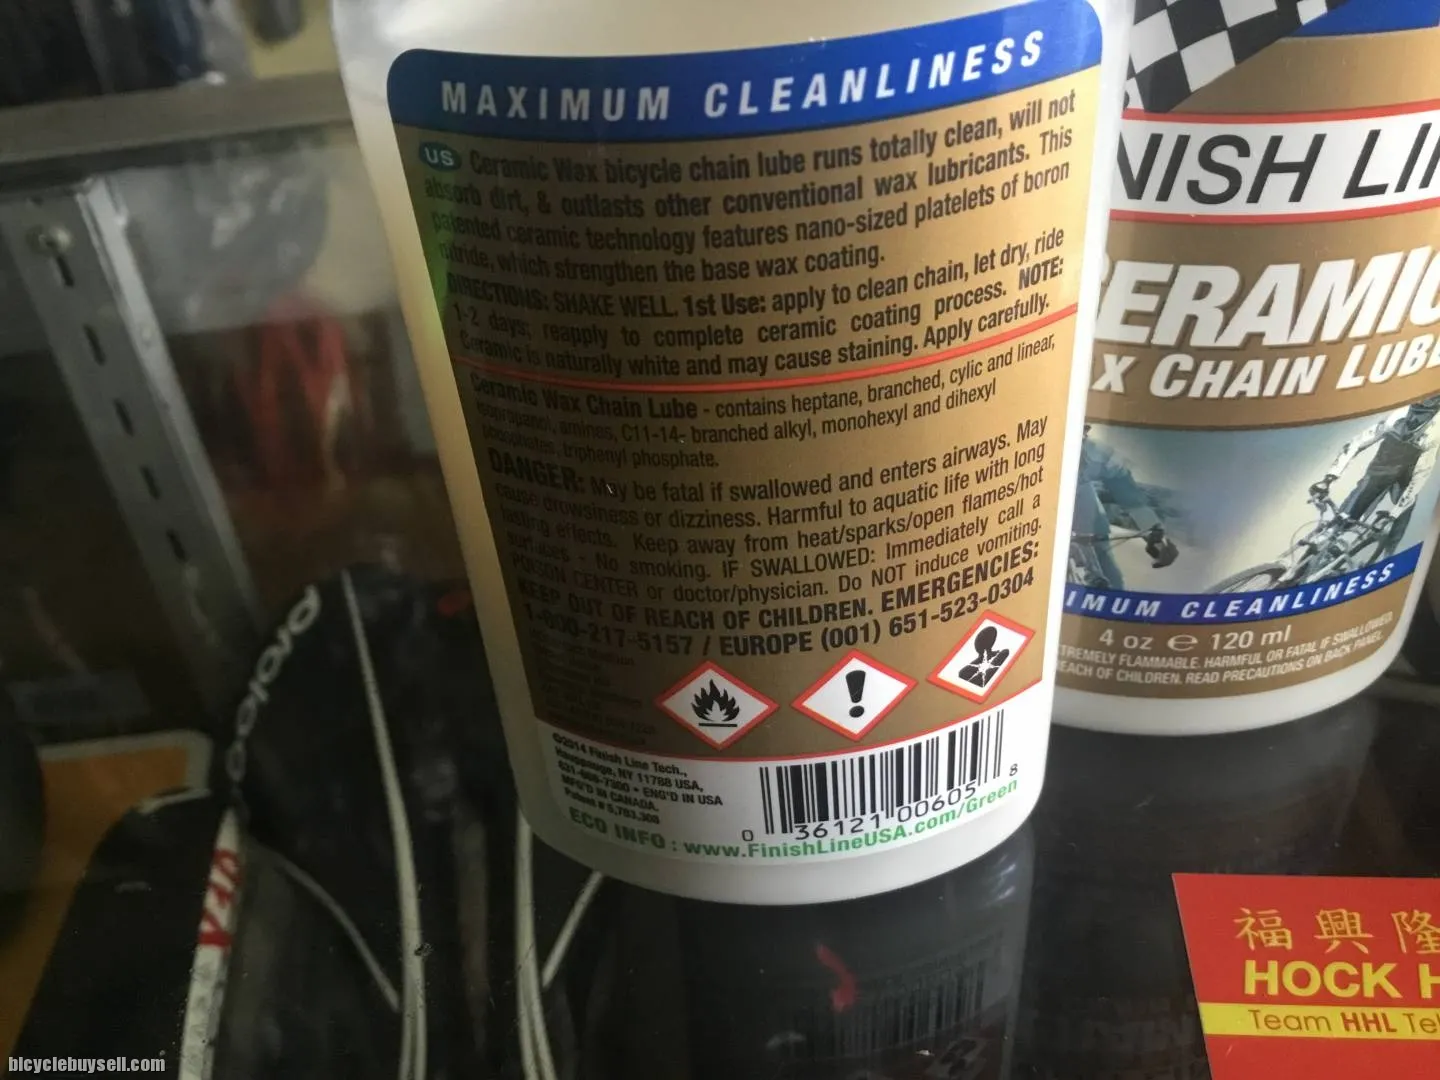 MAXIMUM CLEANLINESS
US Ceramic Wax bicycle chain lube runs totally clean, will not
absorb dirt, & outlasts other conventional wax lubricants. This
patented ceramic technology features nano-sized platelets of boron
nitride, which strengthen the base wax coating.
DIRECTIONS: SHAKE WELL. 1st Use: apply to clean chain, let dry, ride
1-2 days; reapply to complete ceramic coating process. NOTE:
Ceramic is naturally white and may cause staining. Apply carefully.
Ceramic Wax Chain Lube - contains heptane, branched, cylic and linear,
isopropanol, amines, C11-14- branched alkyl, monohexyl and dihexyl
phosphates, triphenyl phosphate.
DANGER: May be fatal if swallowed and enters airways. May
cause drowsiness or dizziness. Harmful to aquatic life with long
lasting effects. Keep away from heat/sparks/open flames/hot
surfaces - No smoking. IF SWALLOWED: Immediately call a
POISON CENTER or doctor/physician. Do NOT induce vomiting.
KEEP OUT OF REACH OF CHILDREN. EMERGENCIES:
1-800-217-5157 / EUROPE (001) 651-523-0304
©2014 Finish Line Tech.,
Hauppauge, NY 11788 USA,
631-666-7300 • ENG'D IN USA
MFG'D IN CANADA.
Patent # 5,783,308
0 36121 00605 8
ECO INFO : www.FinishLineUSA.com/Green
NISH LI
CERAMIC
X CHAIN LUBE
IMUM CLEANLINESS
4 oz e 120 ml
TREMELY FLAMMABLE. HARMFUL OR FATAL IF SWALLOWED.
EACH OF CHILDREN. READ PRECAUTIONS ON BACK PANEL.
福興隆
HOCK H
Team HHL Tel
colorado
bicyclebuysell.com